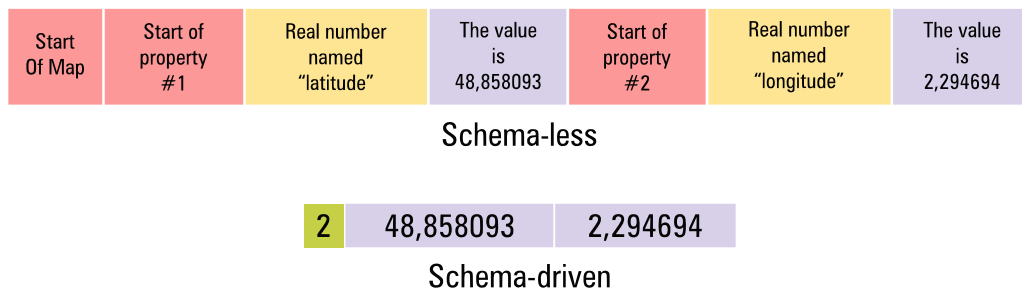 Start
Of Map
Start of
property
#1
Real number
named
“latitude”
The value
is
48,858093
Start of
property
#2
Real number
named
“longitude”
The value
is
2,294694
Schema-less
2
48,858093
2,294694
Schema-driven